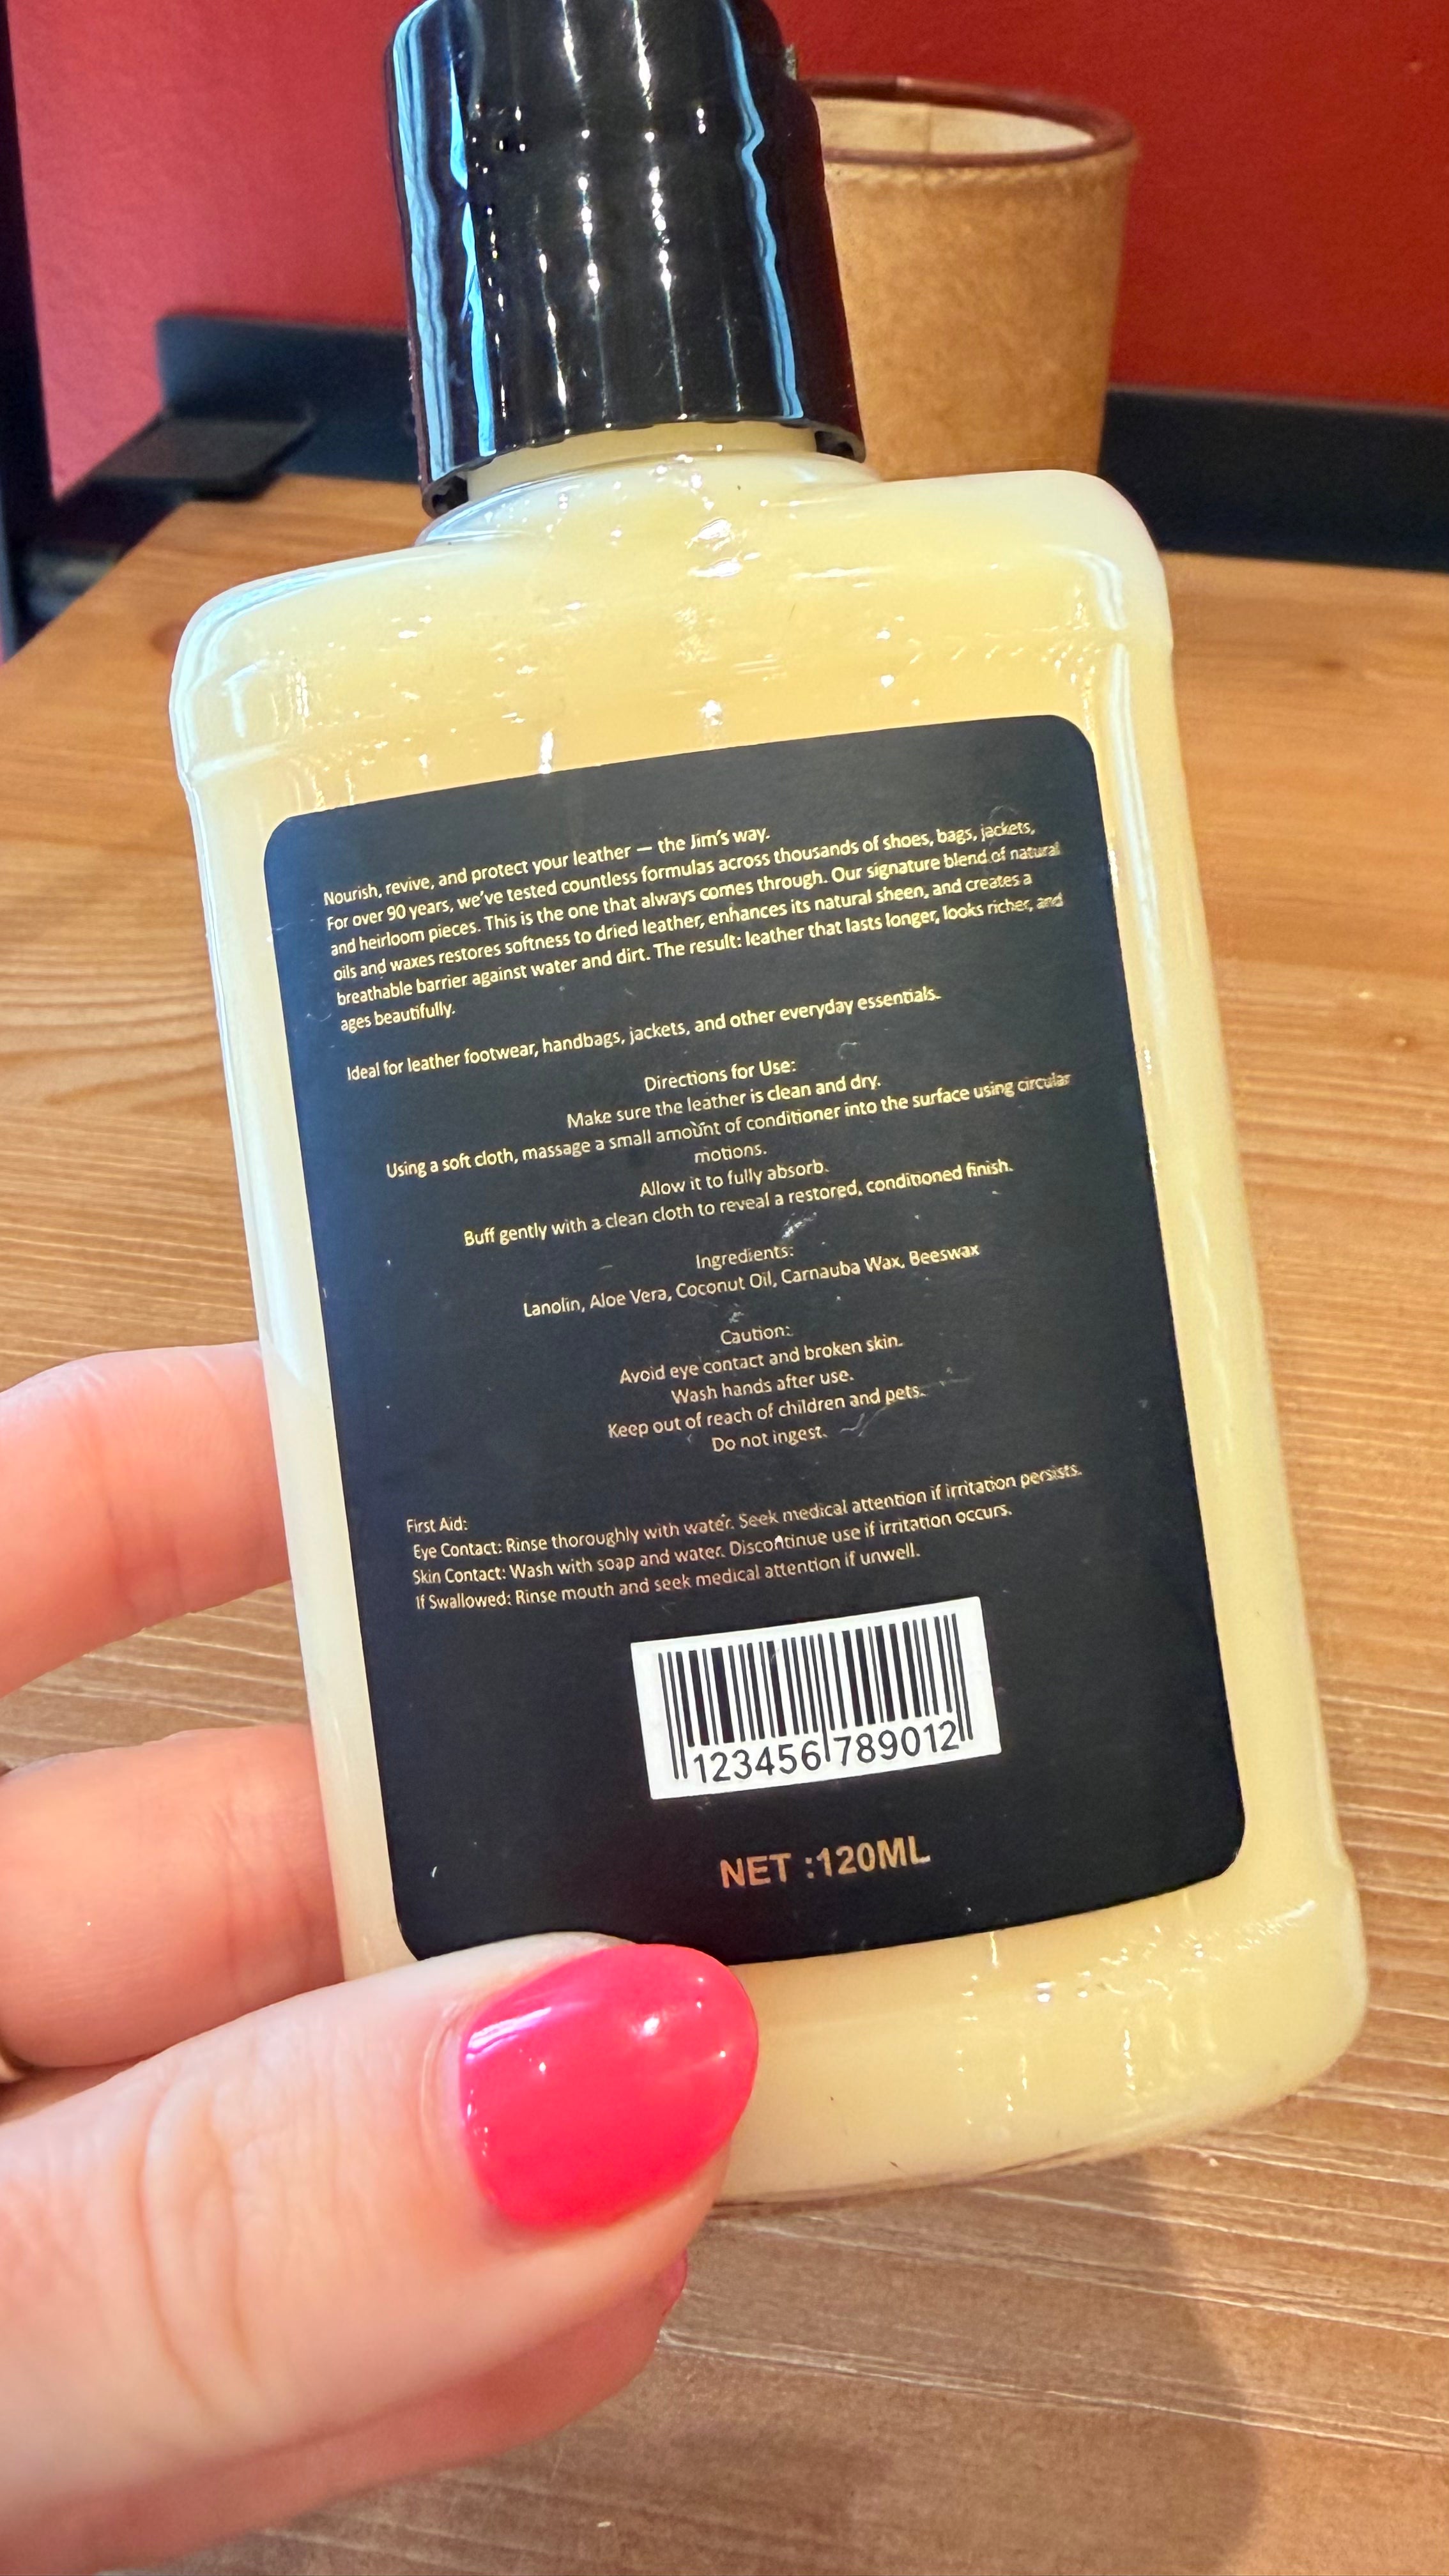 Nourish, revive, and protect your leather — the Jim's way.
For over 90 years, we've tested countless formulas across thousands of shoes, bags, jackets,
and heirloom pieces. This is the one that always comes through. Our signature blend of natural
oils and waxes restores softness to dried leather, enhances its natural sheen, and creates a
breathable barrier against water and dirt. The result: leather that lasts longer, looks richer, and
ages beautifully.
Ideal for leather footwear, handbags, jackets, and other everyday essentials.
Directions for Use:
Make sure the leather is clean and dry.
Using a soft cloth, massage a small amount of conditioner into the surface using circular
motions.
Allow it to fully absorb.
Buff gently with a clean cloth to reveal a restored, conditioned finish.
Ingredients:
Lanolin, Aloe Vera, Coconut Oil, Carnauba Wax, Beeswax
Caution:
Avoid eye contact and broken skin.
Wash hands after use.
Keep out of reach of children and pets.
Do not ingest.
First Aid:
Eye Contact: Rinse thoroughly with water. Seek medical attention if irritation persists.
Skin Contact: Wash with soap and water. Discontinue use if irritation occurs.
If Swallowed: Rinse mouth and seek medical attention if unwell.
123456 789012
NET :120ML